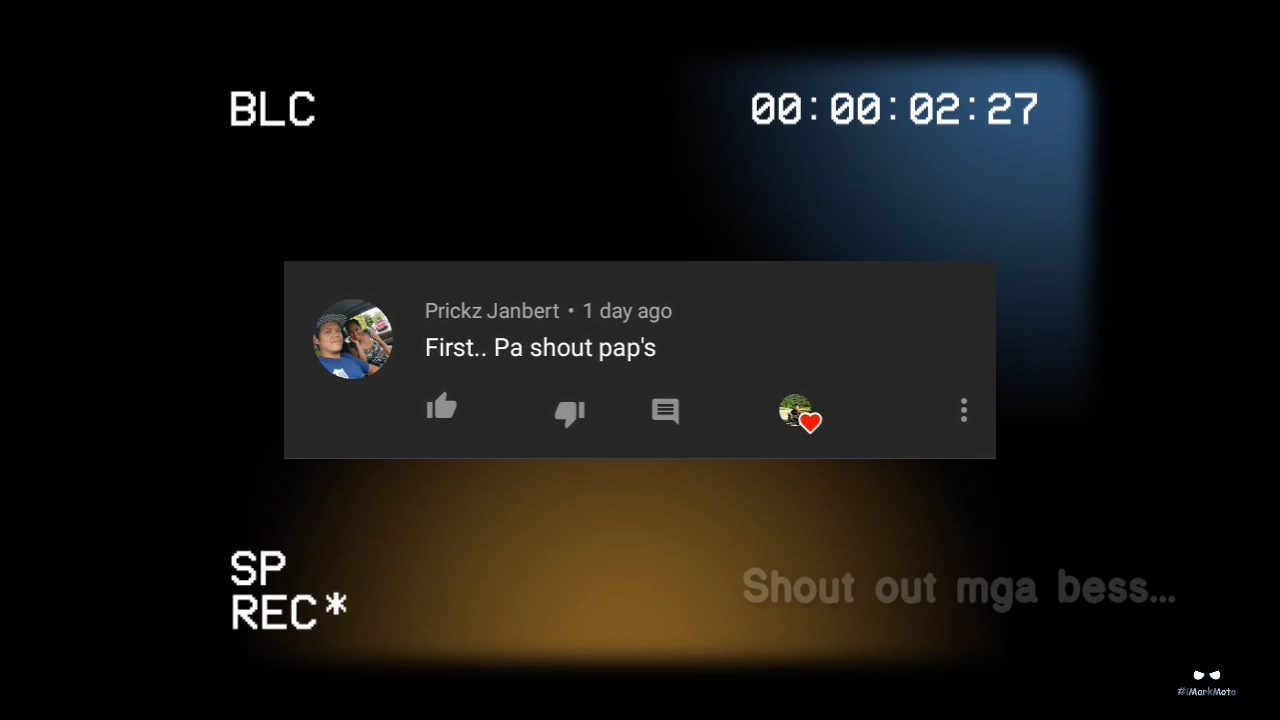 BLC
00:00:02:27
Prickz Janbert • 1 day ago
First.. Pa shout pap's
SP
REC*
Shout out mga bess...
#iMarkMoto